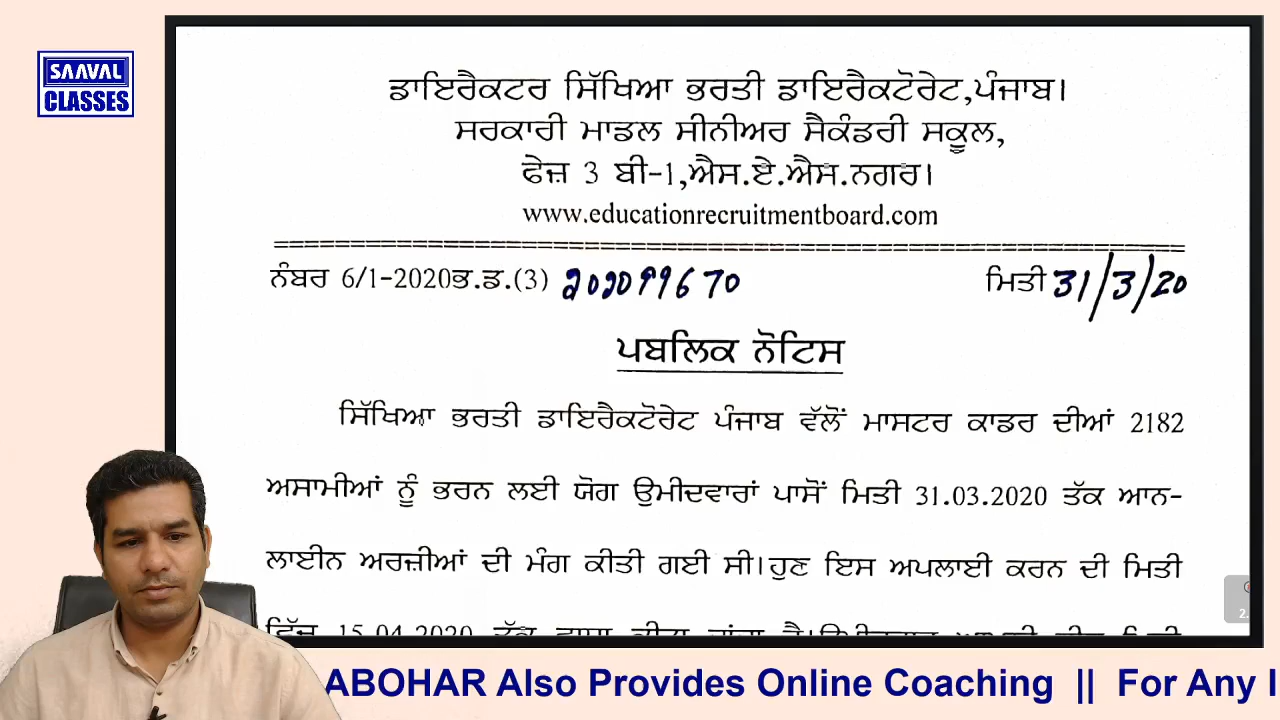 SAAVAL
CLASSES
ਡਾਇਰੈਕਟਰ ਸਿੱਖਿਆ ਭਰਤੀ ਡਾਇਰੈਕਟੋਰੇਟ,ਪੰਜਾਬ।
ਸਰਕਾਰੀ ਮਾਡਲ ਸੀਨੀਅਰ ਸੈਕੰਡਰੀ ਸਕੂਲ,
ਫੇਜ਼ 3 ਬੀ-1,ਐਸ.ਏ.ਐਸ.ਨਗਰ।
www.educationrecruitmentboard.com
ਨੰਬਰ 6/1-2020ਭ.ਡ.(3) 202099670 ਮਿਤੀ 31/3/20
ਪਬਲਿਕ ਨੋਟਿਸ
ਸਿੱਖਿਆ ਭਰਤੀ ਡਾਇਰੈਕਟੋਰੇਟ ਪੰਜਾਬ ਵੱਲੋਂ ਮਾਸਟਰ ਕਾਡਰ ਦੀਆਂ 2182
ਅਸਾਮੀਆਂ ਨੂੰ ਭਰਨ ਲਈ ਯੋਗ ਉਮੀਦਵਾਰਾਂ ਪਾਸੋਂ ਮਿਤੀ 31.03.2020 ਤੱਕ ਆਨ-
ਲਾਈਨ ਅਰਜ਼ੀਆਂ ਦੀ ਮੰਗ ਕੀਤੀ ਗਈ ਸੀ।ਹੁਣ ਇਸ ਅਪਲਾਈ ਕਰਨ ਦੀ ਮਿਤੀ
ਵਿੱਚ 15.04.2020 ਤੱਕ ਵਾਧਾ ਕੀਤਾ ਜਾਂਦਾ ਹੈ।
ABOHAR Also Provides Online Coaching || For Any